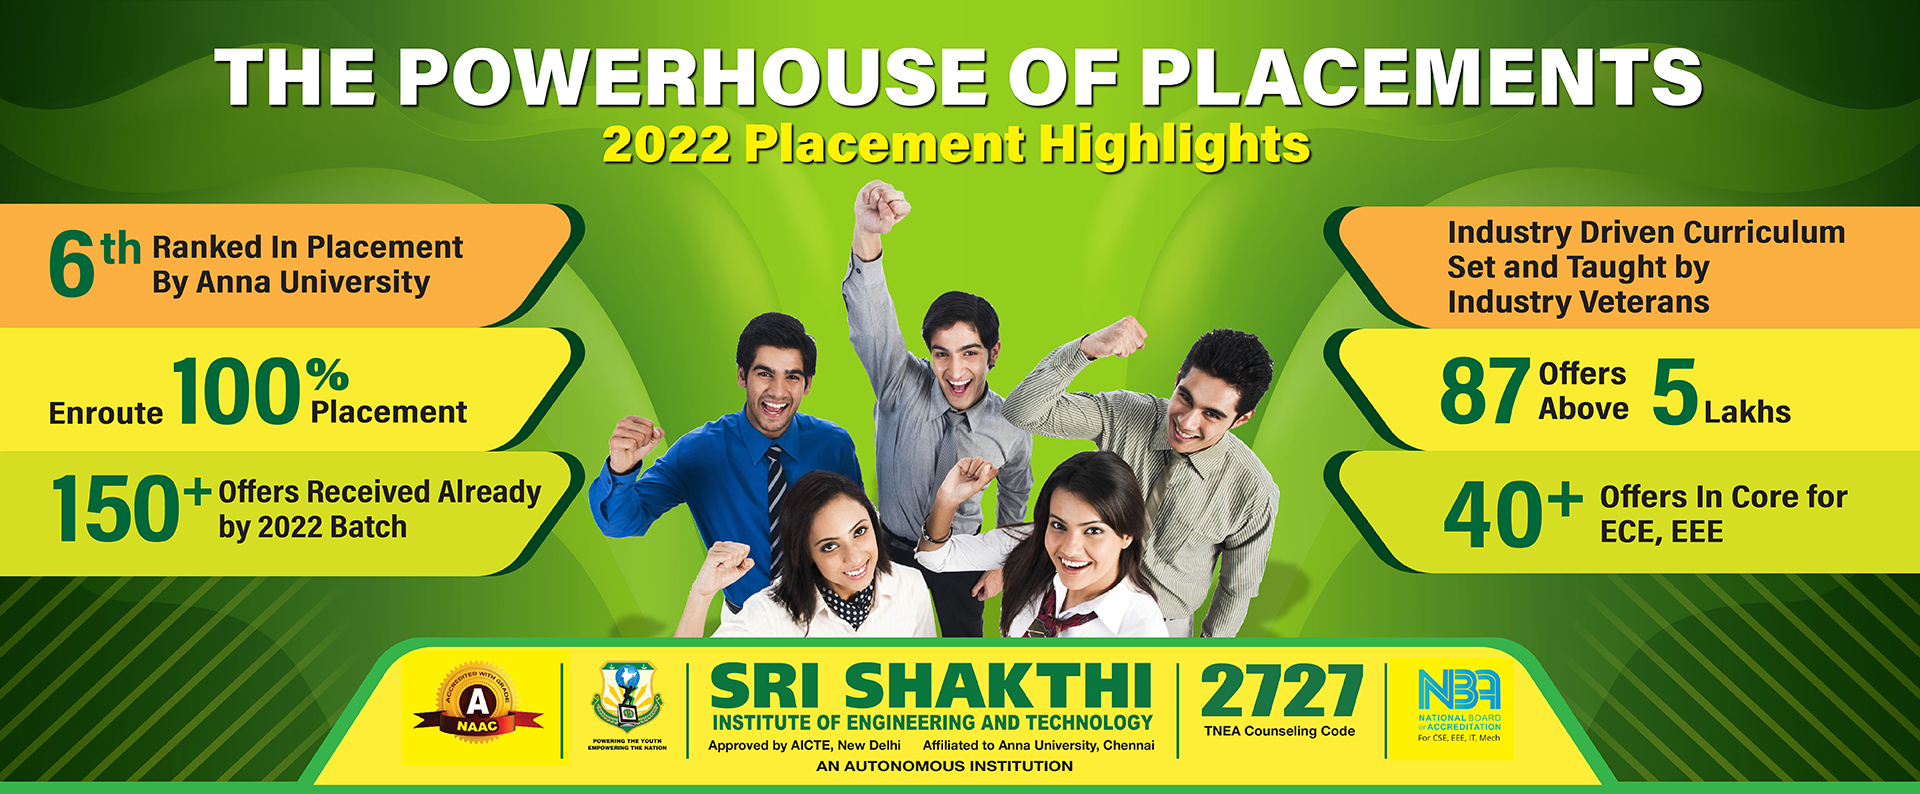 THE POWERHOUSE OF PLACEMENTS
2022 Placement Highlights
6th Ranked In Placement
By Anna University
Enroute 100% Placement
150+ Offers Received Already
by 2022 Batch
Industry Driven Curriculum
Set and Taught by
Industry Veterans
87 Offers Above 5 Lakhs
40+ Offers In Core for
ECE, EEE
ACCREDITED WITH GRADE
A
NAAC
POWERING THE YOUTH
EMPOWERING THE NATION
SRI SHAKTHI
INSTITUTE OF ENGINEERING AND TECHNOLOGY
Approved by AICTE, New Delhi Affiliated to Anna University, Chennai
AN AUTONOMOUS INSTITUTION
2727
TNEA Counseling Code
NBA
NATIONAL BOARD
OF ACCREDITATION
For CSE, EEE, IT, Mech